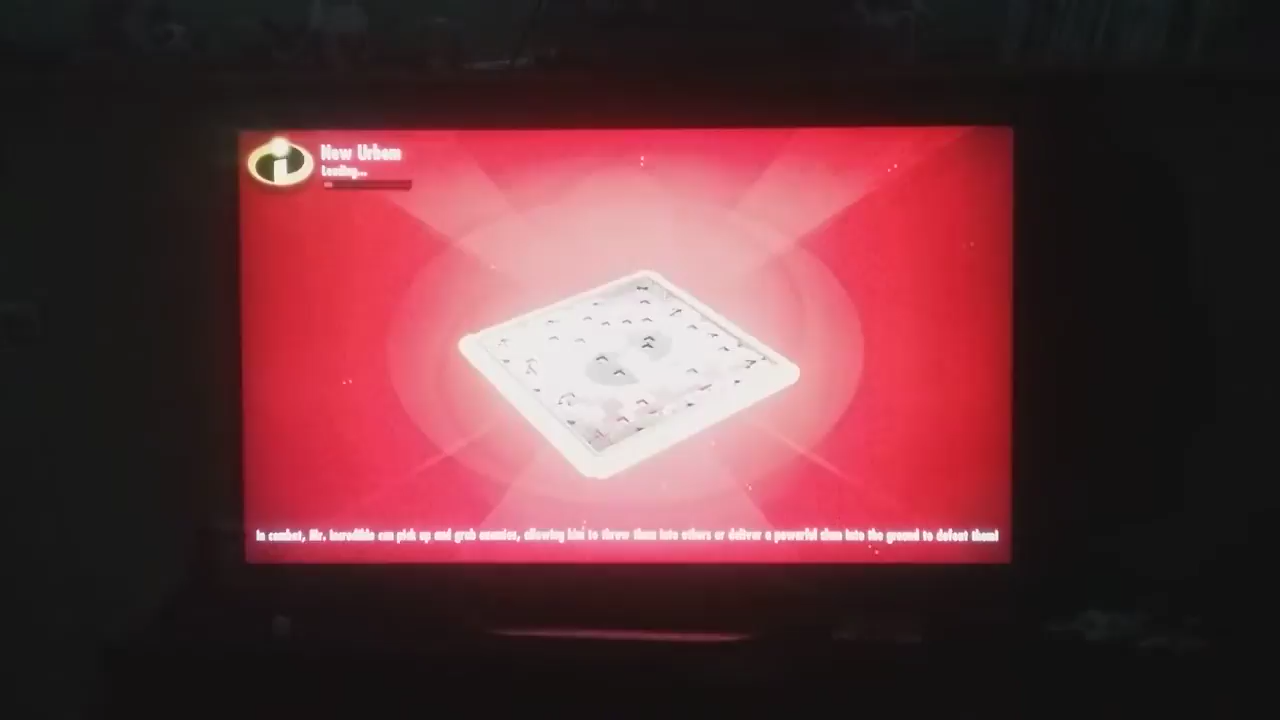 New Urbem
Loading...
In combat, Mr. Incredible can pick up and grab enemies, allowing him to throw them into others or deliver a powerful slam into the ground to defeat them!